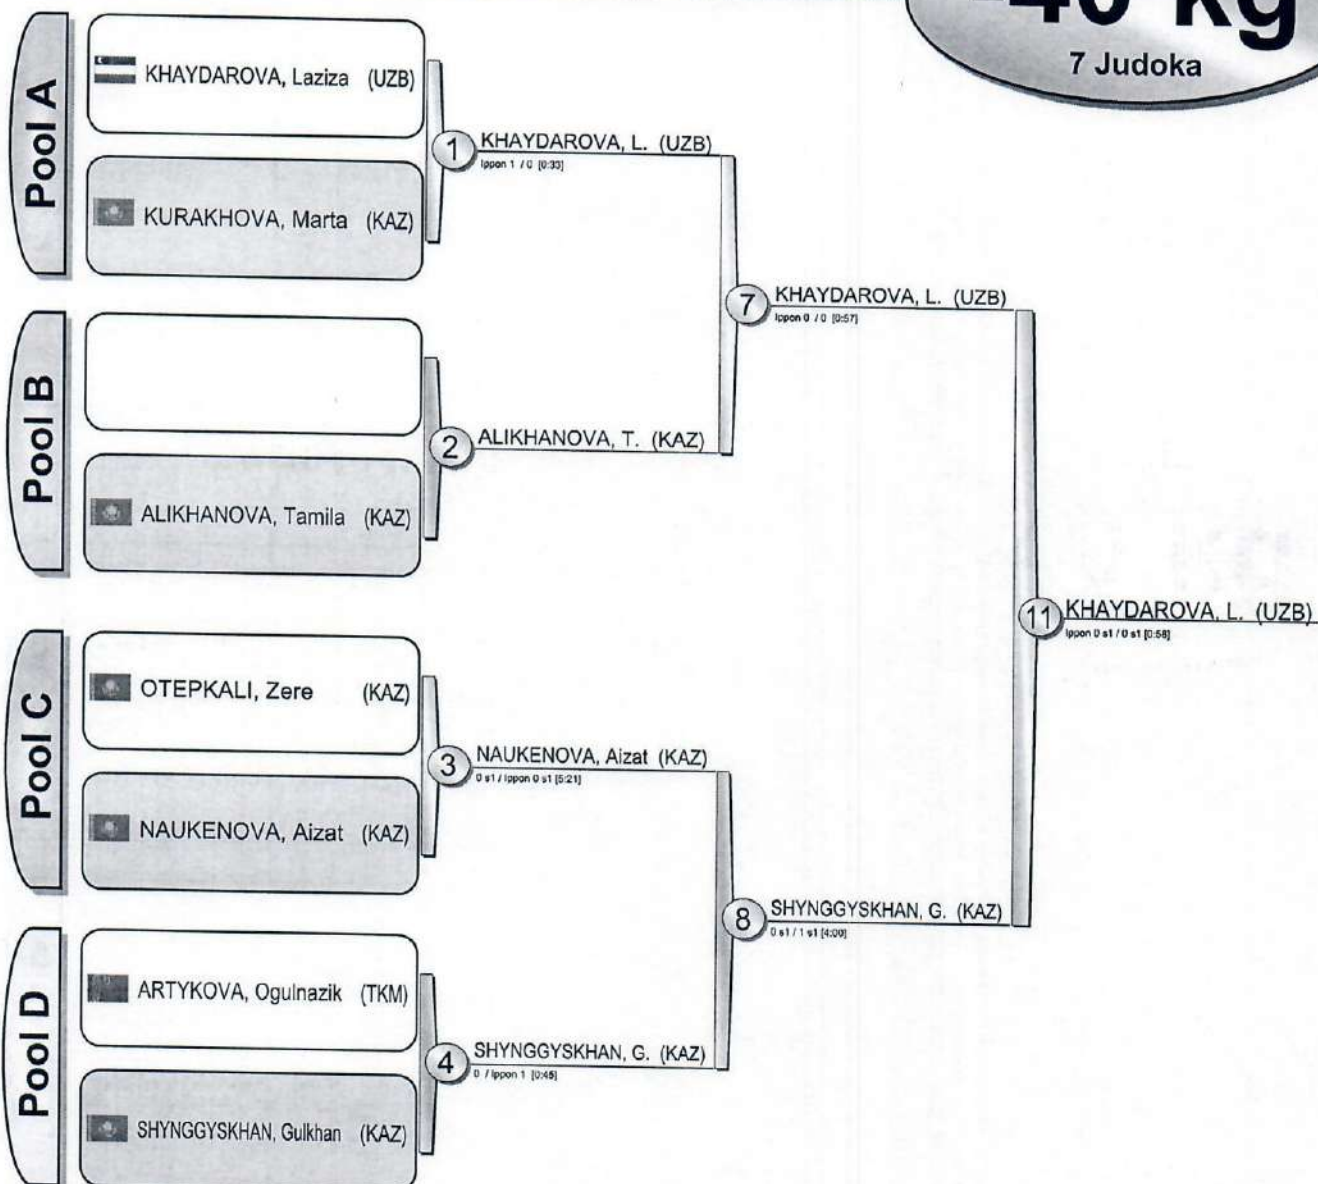 -40 kg
7 Judoka
Pool A
KHAYDAROVA, Laziza (UZB)
KURAKHOVA, Marta (KAZ)
1 KHAYDAROVA, L. (UZB)
Ippon 1 / 0 [0:33]
Pool B
ALIKHANOVA, Tamila (KAZ)
2 ALIKHANOVA, T. (KAZ)
7 KHAYDAROVA, L. (UZB)
Ippon 0 / 0 [0:57]
Pool C
OTEPKALI, Zere (KAZ)
NAUKENOVA, Aizat (KAZ)
3 NAUKENOVA, Aizat (KAZ)
0 s1 / Ippon 0 s1 [5:21]
Pool D
ARTYKOVA, Ogulnazik (TKM)
SHYNGGYSKHAN, Gulkhan (KAZ)
4 SHYNGGYSKHAN, G. (KAZ)
0 / Ippon 1 [0:45]
8 SHYNGGYSKHAN, G. (KAZ)
0 s1 / 1 s1 [4:00]
11 KHAYDAROVA, L. (UZB)
Ippon 0 s1 / 0 s1 [0:58]